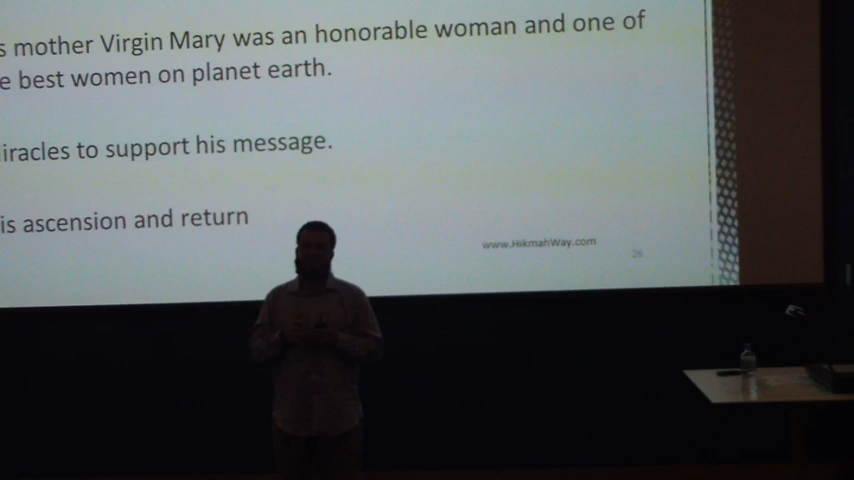 s mother Virgin Mary was an honorable woman and one of
e best women on planet earth.
iracles to support his message.
is ascension and return
www.HikmahWay.com
26